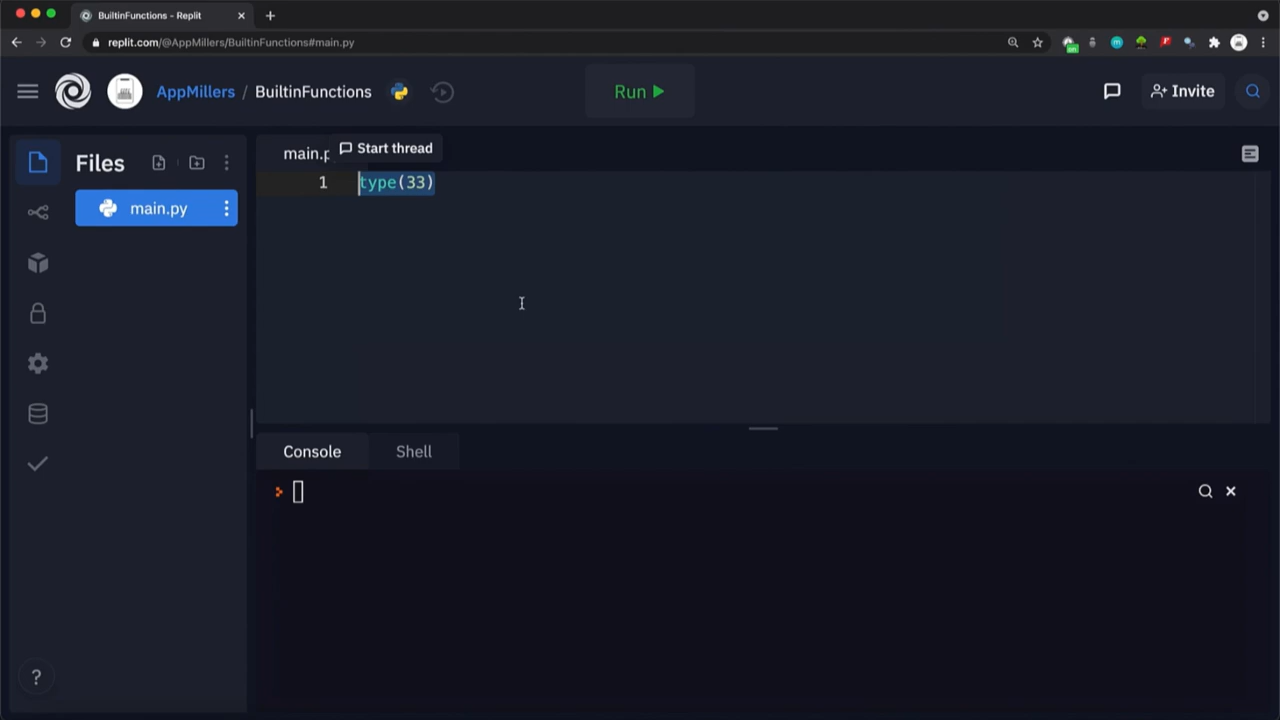 BuiltinFunctions - Replit
replit.com/@AppMillers/BuiltinFunctions#main.py
AppMillers / BuiltinFunctions
Run
Invite
Files
main.p
Start thread
main.py
1 type(33)
Console
Shell
?